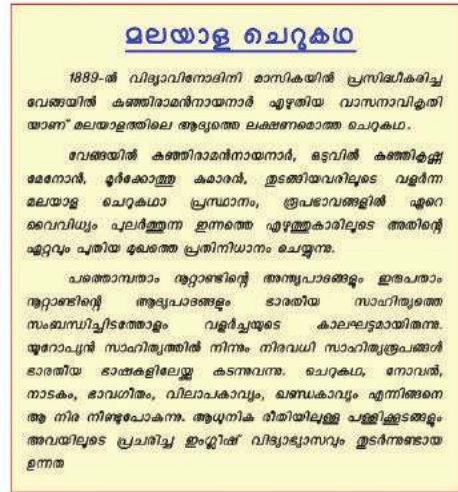 മലയാള ചെറുകഥ
1889-ൽ വിദ്യാവിനോദിനി മാസികയിൽ പ്രസിദ്ധീകരിച്ച
വേങ്ങയിൽ കുഞ്ഞിരാമൻനായനാർ എഴുതിയ വാസനാവികൃതി
യാണ് മലയാളത്തിലെ ആദ്യത്തെ ലക്ഷണമൊത്ത ചെറുകഥ.
വേങ്ങയിൽ കുഞ്ഞിരാമൻനായനാർ, ഒടുവിൽ കുഞ്ഞികൃഷ്ണ
മേനോൻ, മൂർക്കോത്തു കുമാരൻ, തുടങ്ങിയവരിലൂടെ വളർന്ന
മലയാള ചെറുകഥാ പ്രസ്ഥാനം, രൂപഭാവങ്ങളിൽ ഏറെ
വൈവിധ്യം പുലർത്തുന്ന ഇന്നത്തെ എഴുത്തുകാരിലൂടെ അതിന്റെ
ഏറ്റവും പുതിയ മുഖത്തെ പ്രതിനിധാനം ചെയ്യുന്നു.
പത്തൊമ്പതാം നൂറ്റാണ്ടിന്റെ അന്ത്യപാദങ്ങളും ഇരുപതാം
നൂറ്റാണ്ടിന്റെ ആദ്യപാദങ്ങളും ഭാരതീയ സാഹിത്യത്തെ
സംബന്ധിച്ചിടത്തോളം വളർച്ചയുടെ കാലഘട്ടമായിരുന്നു.
യൂറോപ്യൻ സാഹിത്യത്തിൽ നിന്നും നിരവധി സാഹിത്യരൂപങ്ങൾ
ഭാരതീയ ഭാഷകളിലേയ്ക്കു കടന്നുവന്നു. ചെറുകഥ, നോവൽ,
നാടകം, ഭാവഗീതം, വിലാപകാവ്യം, ഖണ്ഡകാവ്യം എന്നിങ്ങനെ
ആ നിര നീണ്ടുപോകുന്നു. ആധുനിക രീതിയിലുള്ള പള്ളിക്കൂടങ്ങളും
അവയിലൂടെ പ്രചരിച്ച ഇംഗ്ലീഷ് വിദ്യാഭ്യാസവും തുടർന്നുണ്ടായ
ഉന്നത